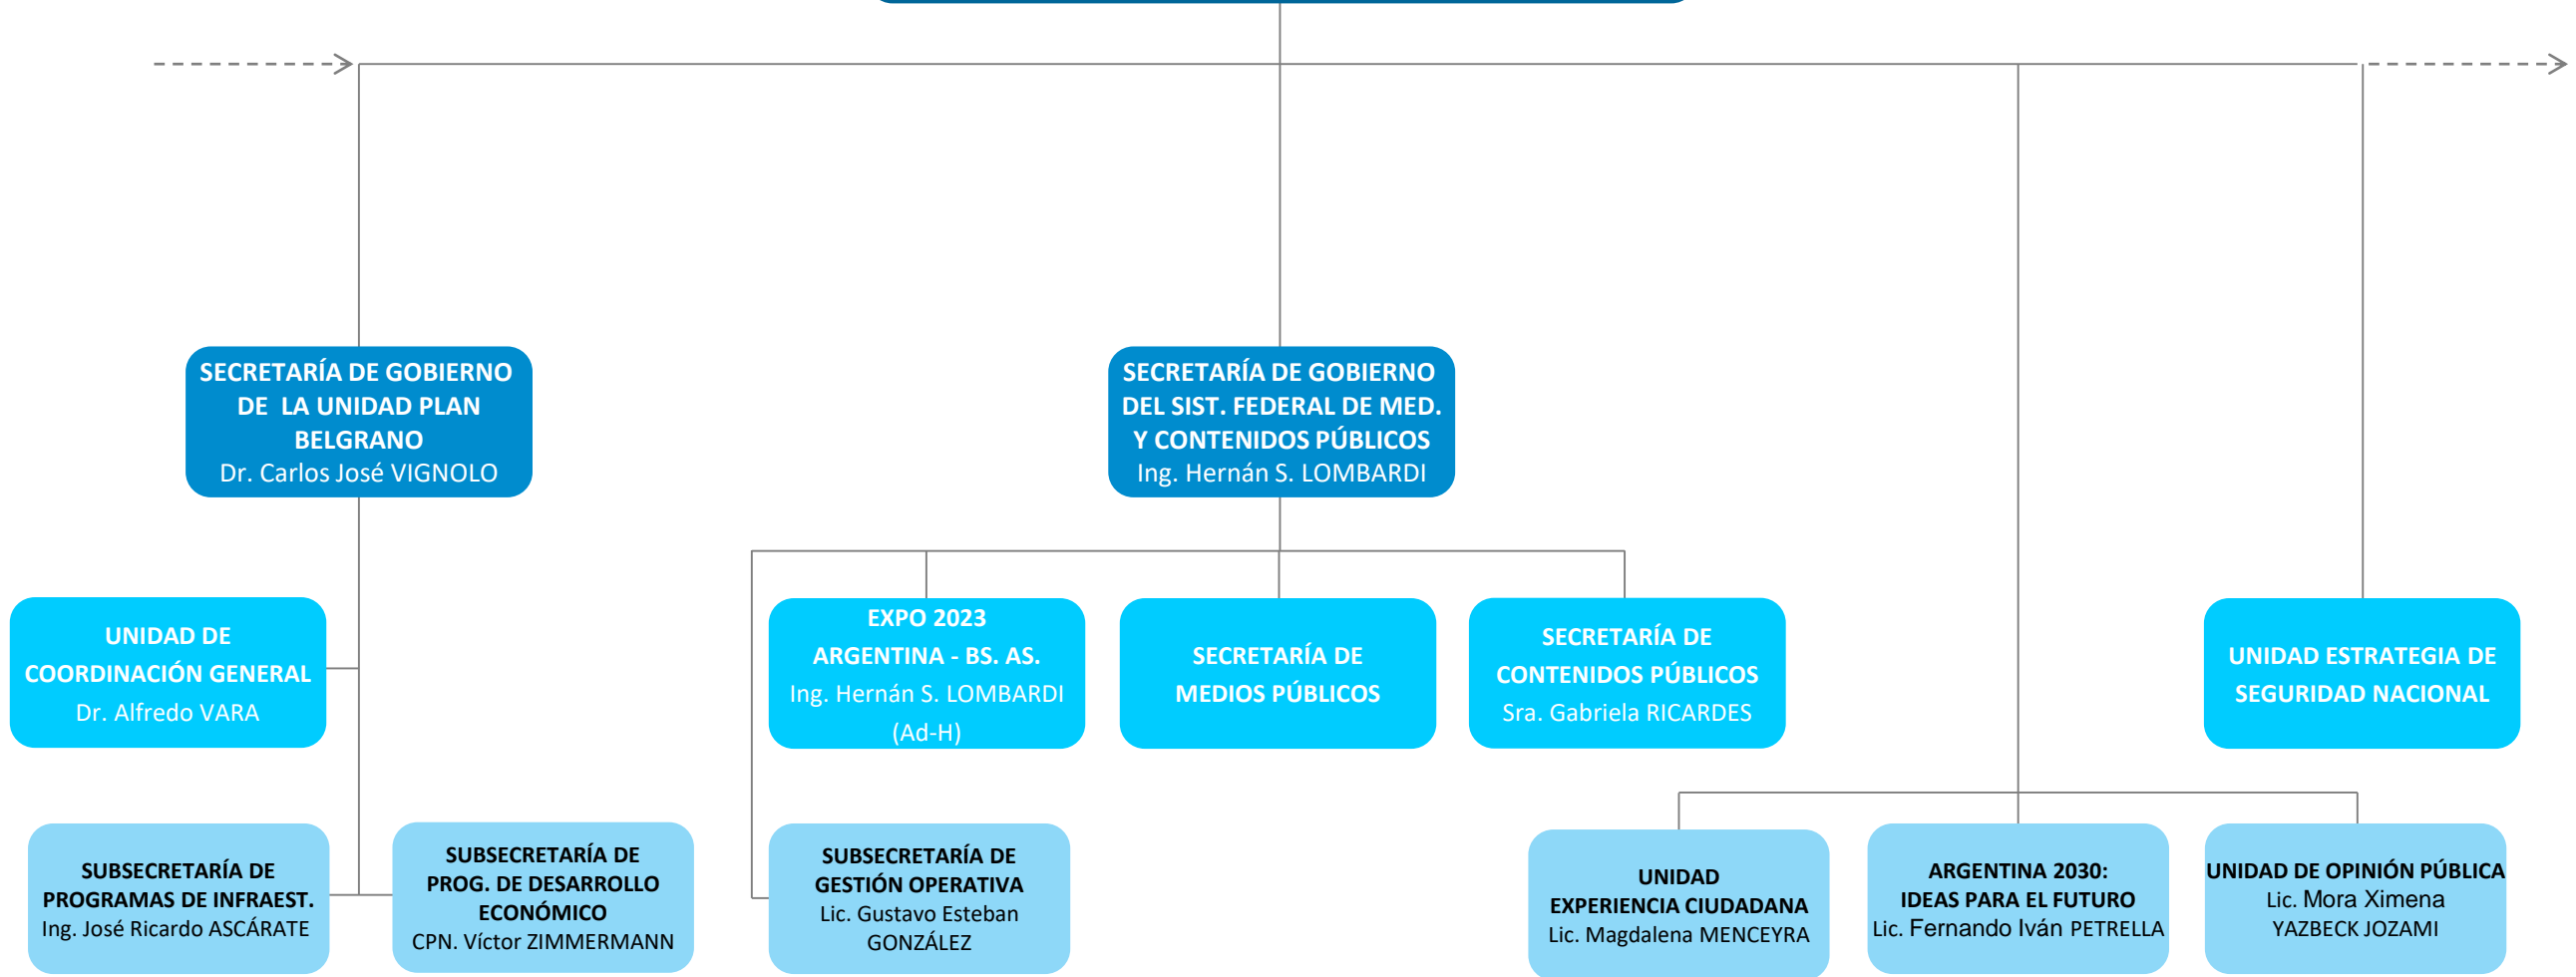 SECRETARÍA DE GOBIERNO
DE LA UNIDAD PLAN
BELGRANO
Dr. Carlos José VIGNOLO
SECRETARÍA DE GOBIERNO
DEL SIST. FEDERAL DE MED.
Y CONTENIDOS PÚBLICOS
Ing. Hernán S. LOMBARDI
UNIDAD DE
COORDINACIÓN GENERAL
Dr. Alfredo VARA
EXPO 2023
ARGENTINA - BS. AS.
Ing. Hernán S. LOMBARDI
(Ad-H)
SECRETARÍA DE
MEDIOS PÚBLICOS
SECRETARÍA DE
CONTENIDOS PÚBLICOS
Sra. Gabriela RICARDES
UNIDAD ESTRATEGIA DE
SEGURIDAD NACIONAL
SUBSECRETARÍA DE
PROGRAMAS DE INFRAEST.
Ing. José Ricardo ASCÁRATE
SUBSECRETARÍA DE
PROG. DE DESARROLLO
ECONÓMICO
CPN. Víctor ZIMMERMANN
SUBSECRETARÍA DE
GESTIÓN OPERATIVA
Lic. Gustavo Esteban
GONZÁLEZ
UNIDAD
EXPERIENCIA CIUDADANA
Lic. Magdalena MENCEYRA
ARGENTINA 2030:
IDEAS PARA EL FUTURO
Lic. Fernando Iván PETRELLA
UNIDAD DE OPINIÓN PÚBLICA
Lic. Mora Ximena
YAZBECK JOZAMI